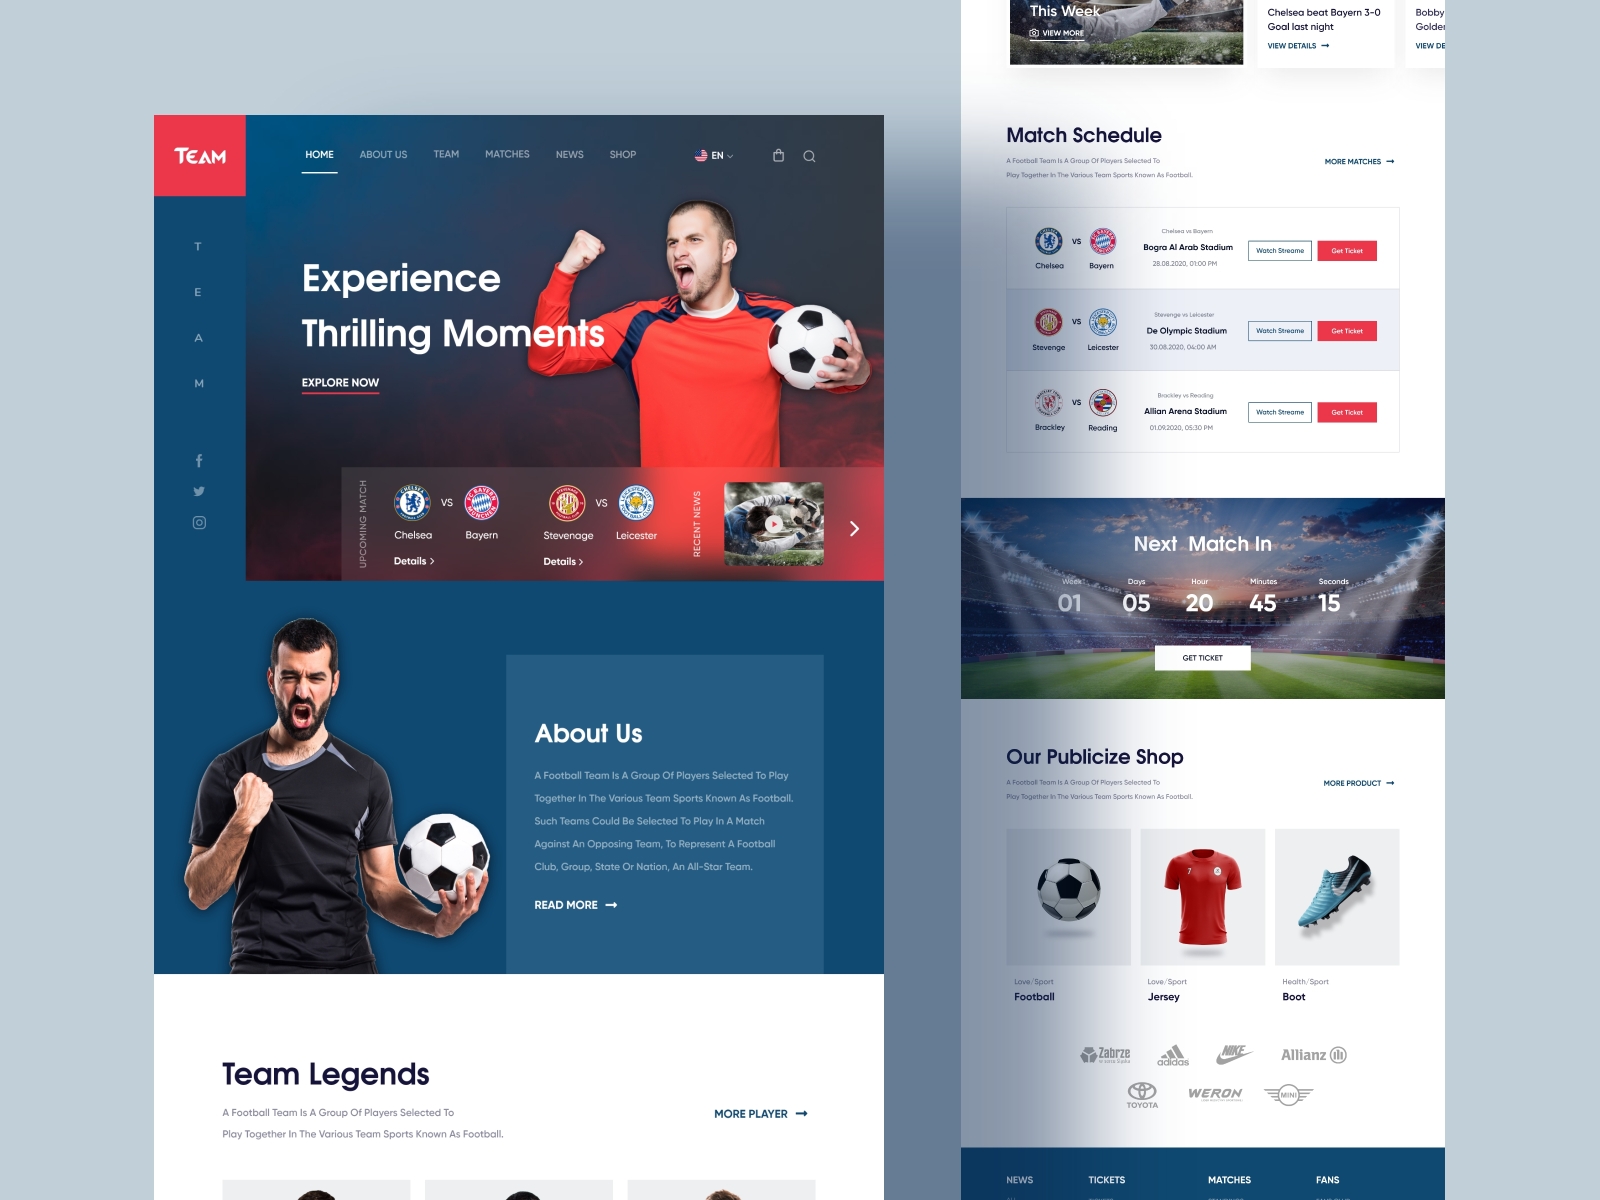 TEAM
HOME
ABOUT US
TEAM
MATCHES
NEWS
SHOP
EN
T
E
A
M
Experience
Thrilling Moments
EXPLORE NOW
UPCOMING MATCH
VS
Chelsea
Bayern
Details
VS
Stevenage
Leicester
Details
RECENT NEWS
About Us
A Football Team Is A Group Of Players Selected To Play
Together In The Various Team Sports Known As Football.
Such Teams Could Be Selected To Play In A Match
Against An Opposing Team, To Represent A Football
Club, Group, State Or Nation, An All-Star Team.
READ MORE
Team Legends
A Football Team Is A Group Of Players Selected To
Play Together In The Various Team Sports Known As Football.
MORE PLAYER
This Week
VIEW MORE
Chelsea beat Bayern 3-0
Goal last night
VIEW DETAILS
Bobby
Golde
VIEW DE
Match Schedule
A Football Team Is A Group Of Players Selected To
Play Together In The Various Team Sports Known As Football.
MORE MATCHES
VS
Chelsea
Bayern
Chelsea vs Bayern
Bogra Al Arab Stadium
28.08.2020, 01:00 PM
Watch Streame
Get Ticket
VS
Stevenge
Leicester
Stevenge vs Leicester
De Olympic Stadium
30.08.2020, 04:00 AM
Watch Streame
Get Ticket
VS
Brackley
Reading
Brackley vs Reading
Allian Arena Stadium
01.09.2020, 05:30 PM
Watch Streame
Get Ticket
Next Match In
Week
Days
Hour
Minutes
Seconds
01
05
20
45
15
GET TICKET
Our Publicize Shop
A Football Team Is A Group Of Players Selected To
Play Together In The Various Team Sports Known As Football.
MORE PRODUCT
7
Love/Sport
Football
Love/Sport
Jersey
Health/Sport
Boot
Zabrze
adidas
NIKE
Allianz
TOYOTA
WERON
MINI
NEWS
TICKETS
MATCHES
FANS